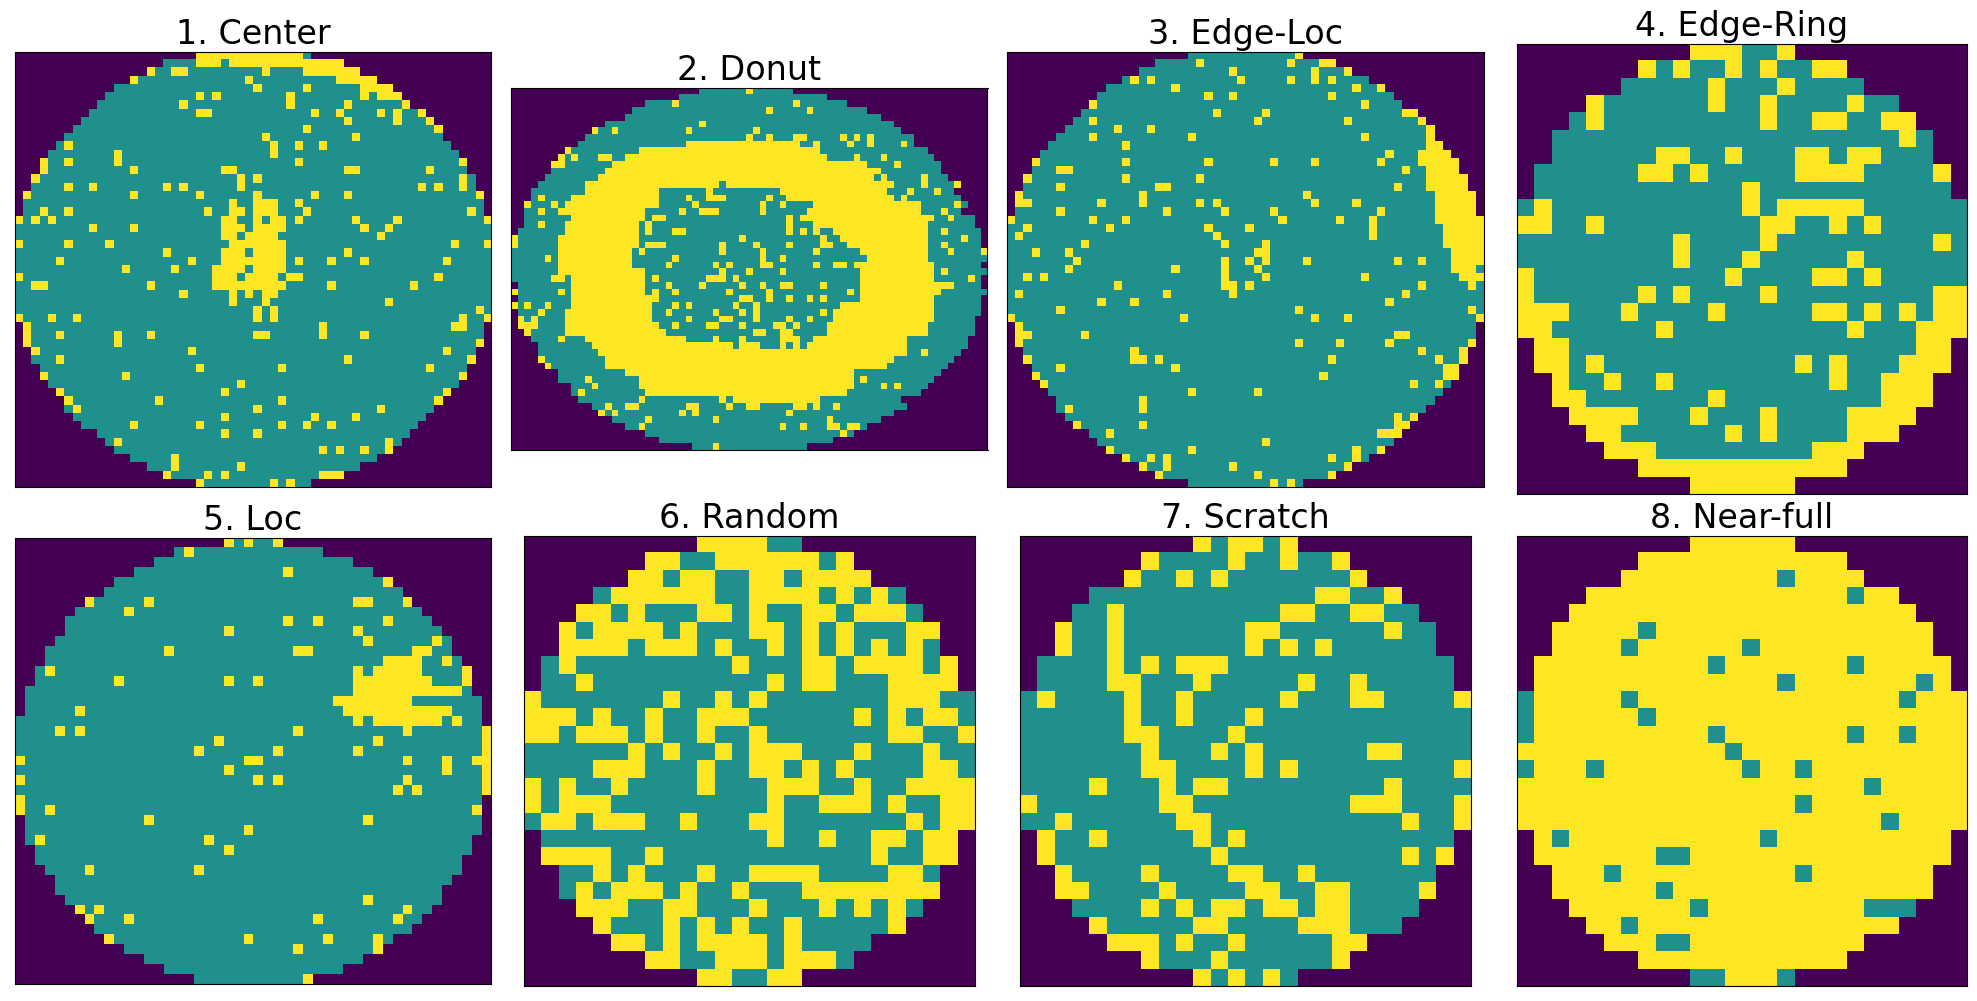 1. Center
2. Donut
3. Edge-Loc
4. Edge-Ring
5. Loc
6. Random
7. Scratch
8. Near-full